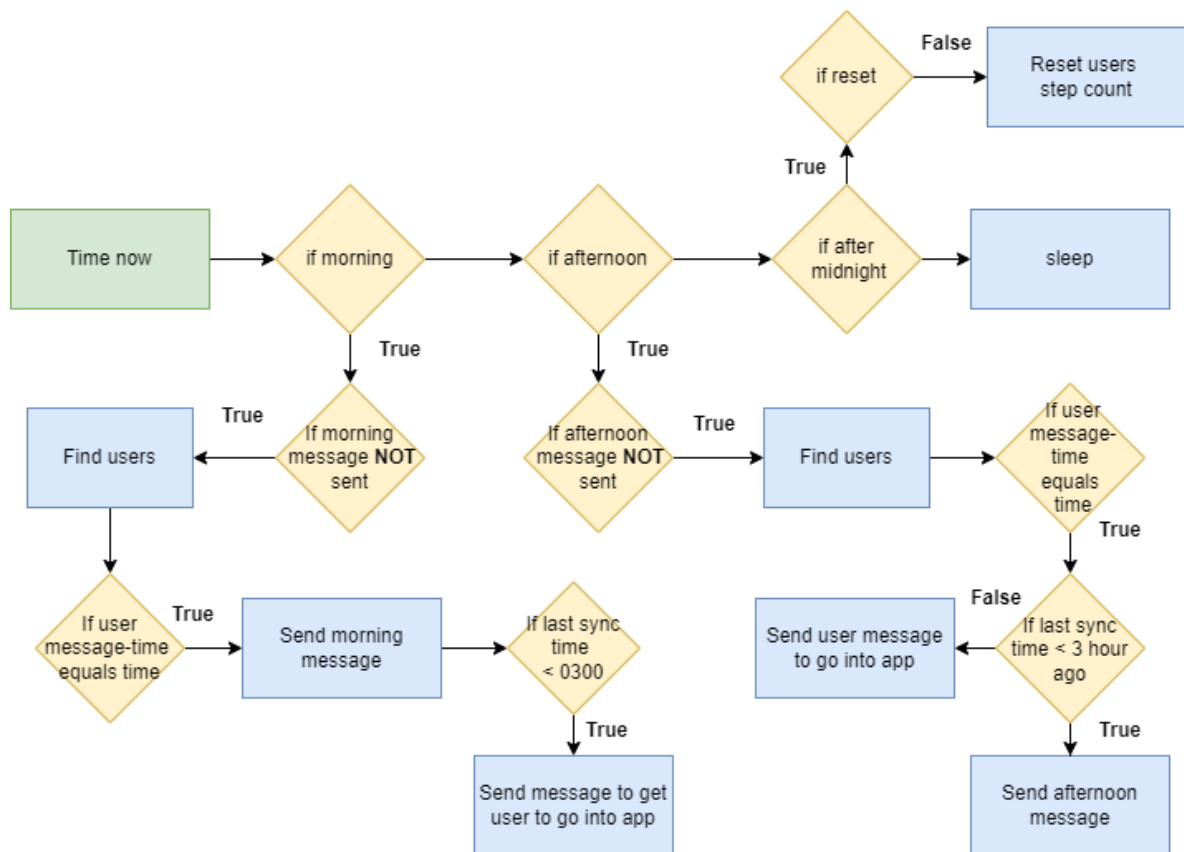 False
if reset
Reset users
step count
True
Time now
if morning
if afternoon
if after
midnight
sleep
True
True
True
Find users
If morning
message NOT
sent
If afternoon
message NOT
sent
True
Find users
If user
message-
time
equals
time
True
If user
message-time
equals time
True
Send morning
message
If last sync
time
< 0300
False
Send user message
to go into app
If last sync
time < 3 hour
ago
True
True
Send message to get
user to go into app
Send afternoon
message